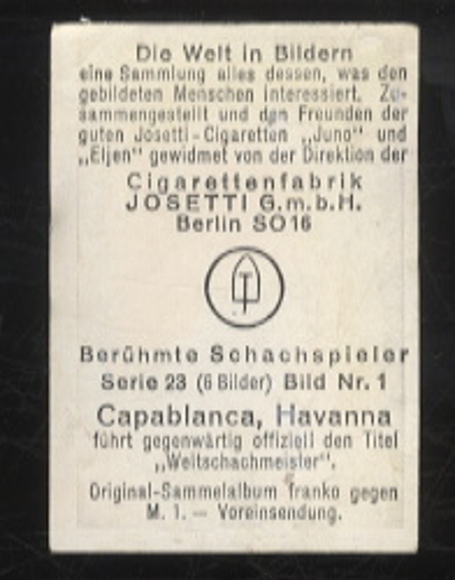 Die Welt in Bildern
eine Sammlung alles dessen, was den
gebildeten Menschen interessiert. Zu-
sammengestellt und den Freunden der
guten Josetti-Cigaretten „Juno" und
„Eljen" gewidmet von der Direktion der
Cigarettenfabrik
JOSETTI G.m.b.H.
Berlin SO16
Berühmte Schachspieler
Serie 23 (6 Bilder) Bild Nr. 1
Capablanca, Havanna
führt gegenwärtig offiziell den Titel
„Weltschachmeister".
Original-Sammelalbum franko gegen
M. 1. — Voreinsendung.